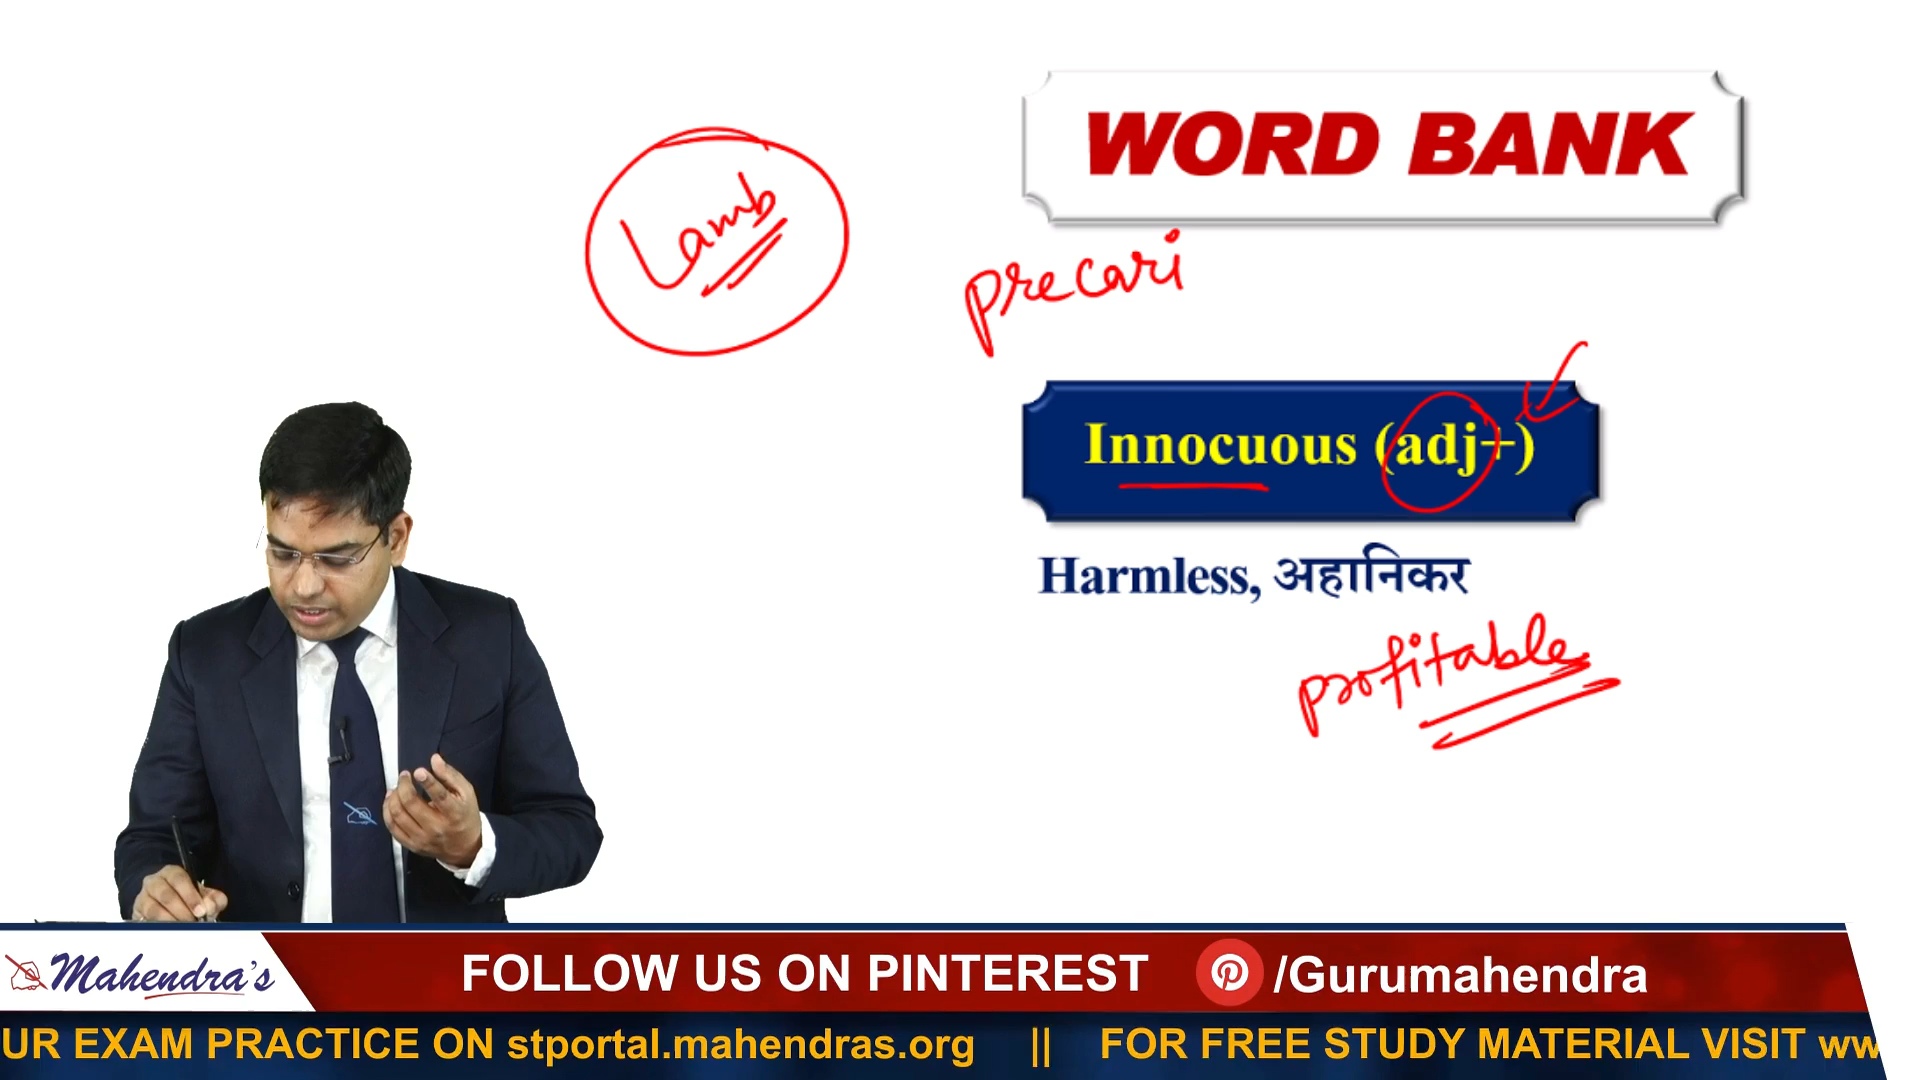 WORD BANK
Lamb
precari
Innocuous (adj+)
Harmless, अहानिकर
profitable
Mahendra's
FOLLOW US ON PINTEREST /Gurumahendra
UR EXAM PRACTICE ON stportal.mahendras.org || FOR FREE STUDY MATERIAL VISIT ww